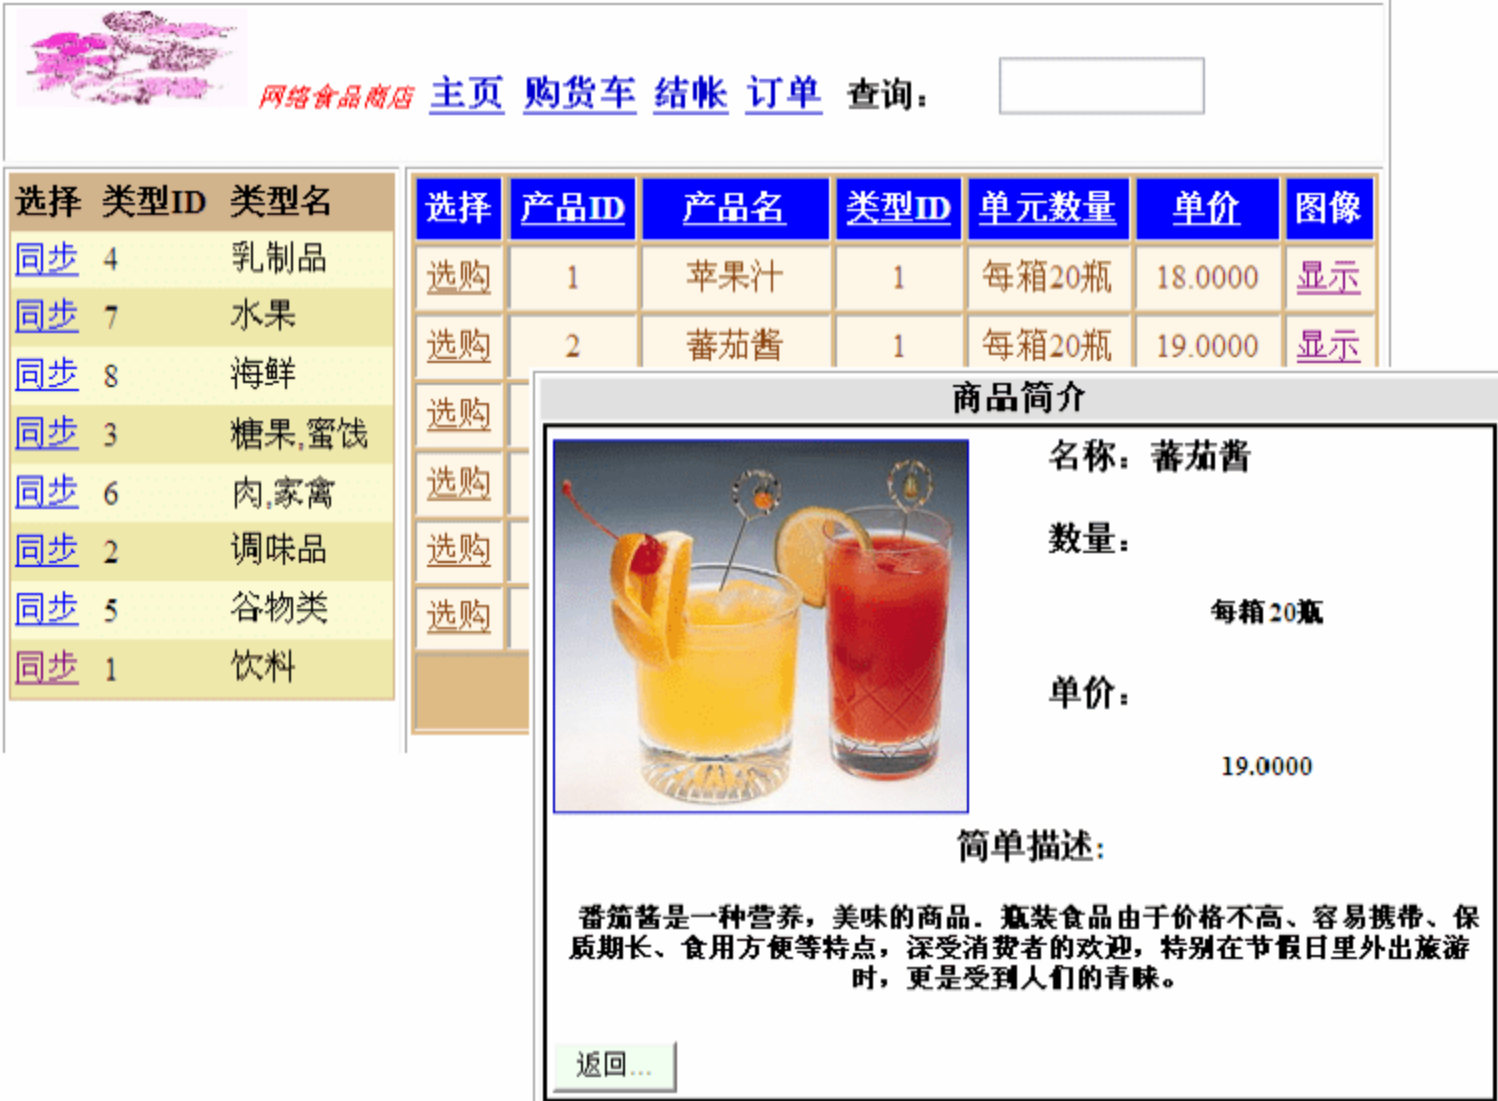 网络食品商店 主页 购货车 结帐 订单 查询：
选择 类型ID 类型名
同步 4 乳制品
同步 7 水果
同步 8 海鲜
同步 3 糖果,蜜饯
同步 6 肉,家禽
同步 2 调味品
同步 5 谷物类
同步 1 饮料
选择 产品ID 产品名 类型ID 单元数量 单价 图像
选购 1 苹果汁 1 每箱20瓶 18.0000 显示
选购 2 蕃茄酱 1 每箱20瓶 19.0000 显示
选购
选购
选购
选购
商品简介
名称：蕃茄酱
数量：
每箱20瓶
单价：
19.0000
简单描述:
番茄酱是一种营养，美味的商品．瓶装食品由于价格不高、容易携带、保
质期长、食用方便等特点，深受消费者的欢迎，特别在节假日里外出旅游
时，更是受到人们的青睐。
返回...